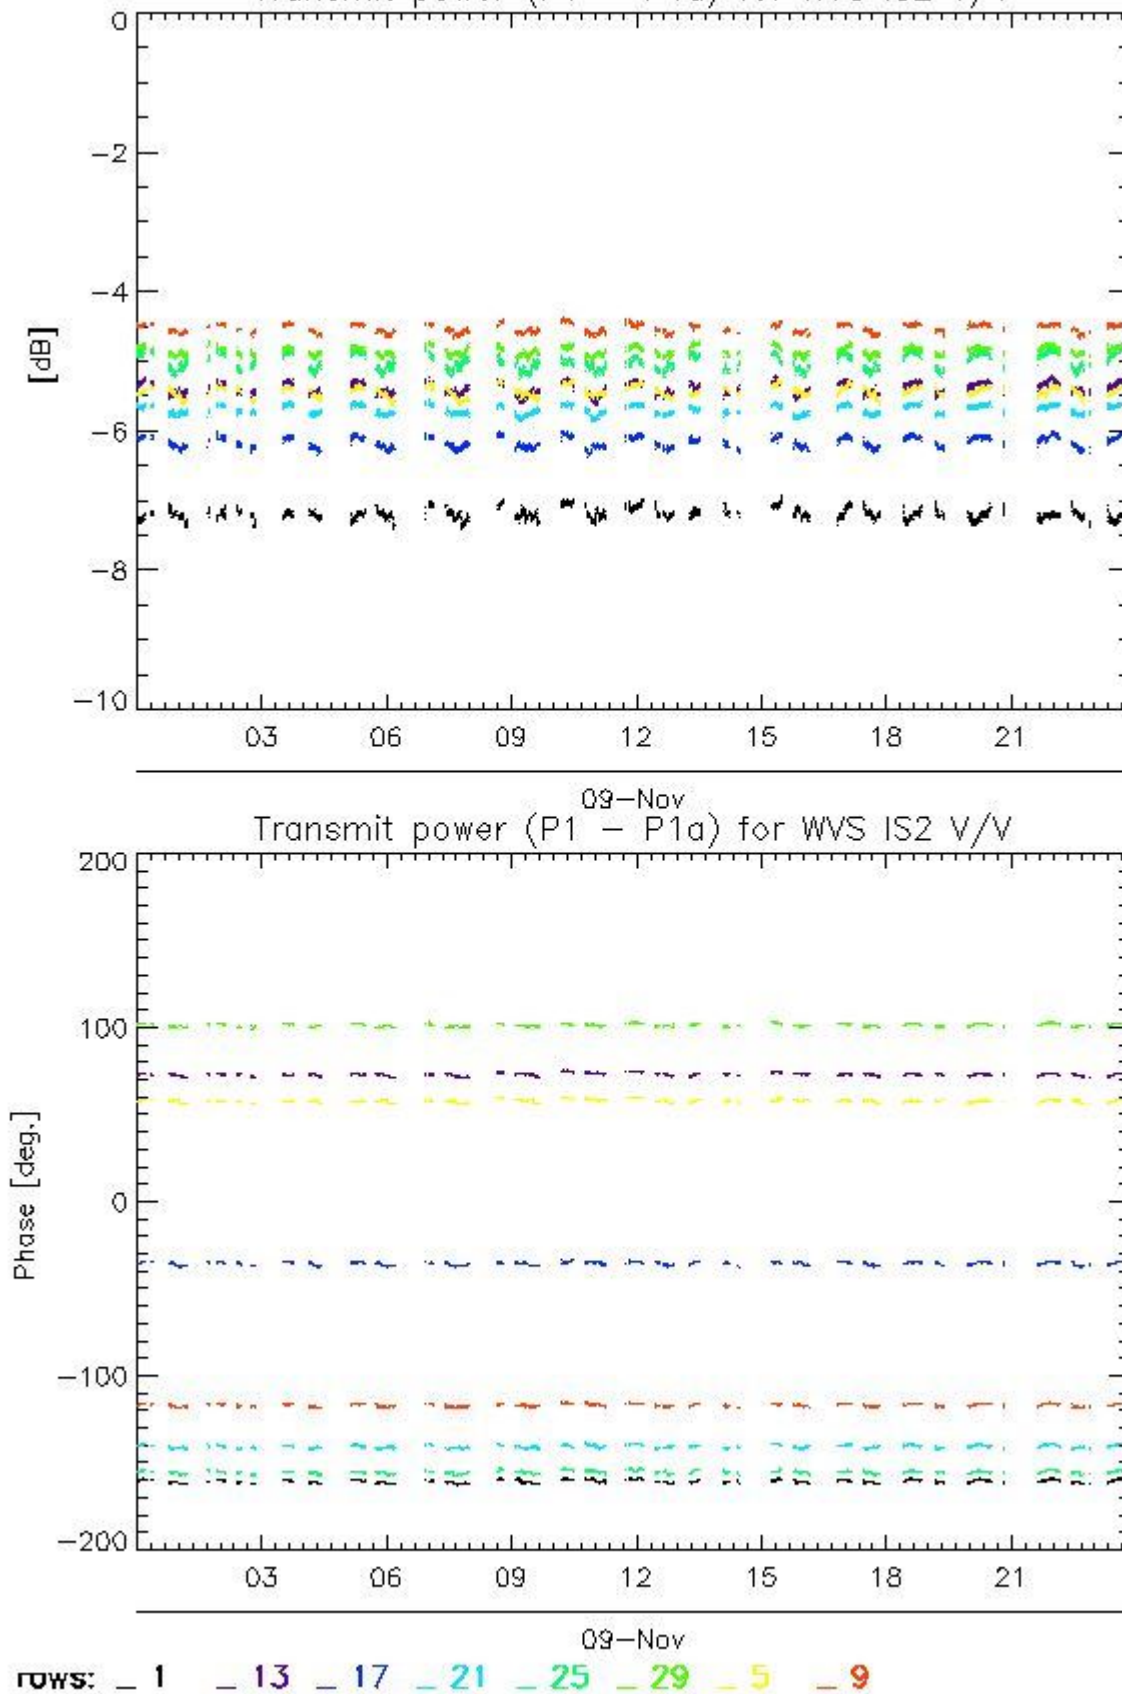 0
−2
−4
[dB]
−6
−8
−10
03 06 09 12 15 18 21
09−Nov
Transmit power (P1 − P1a) for WVS IS2 V/V
200
100
0
Phase [deg.]
−100
−200
03 06 09 12 15 18 21
09−Nov
rows: _ 1 _ 13 _ 17 _ 21 _ 25 _ 29 _ 5 _ 9